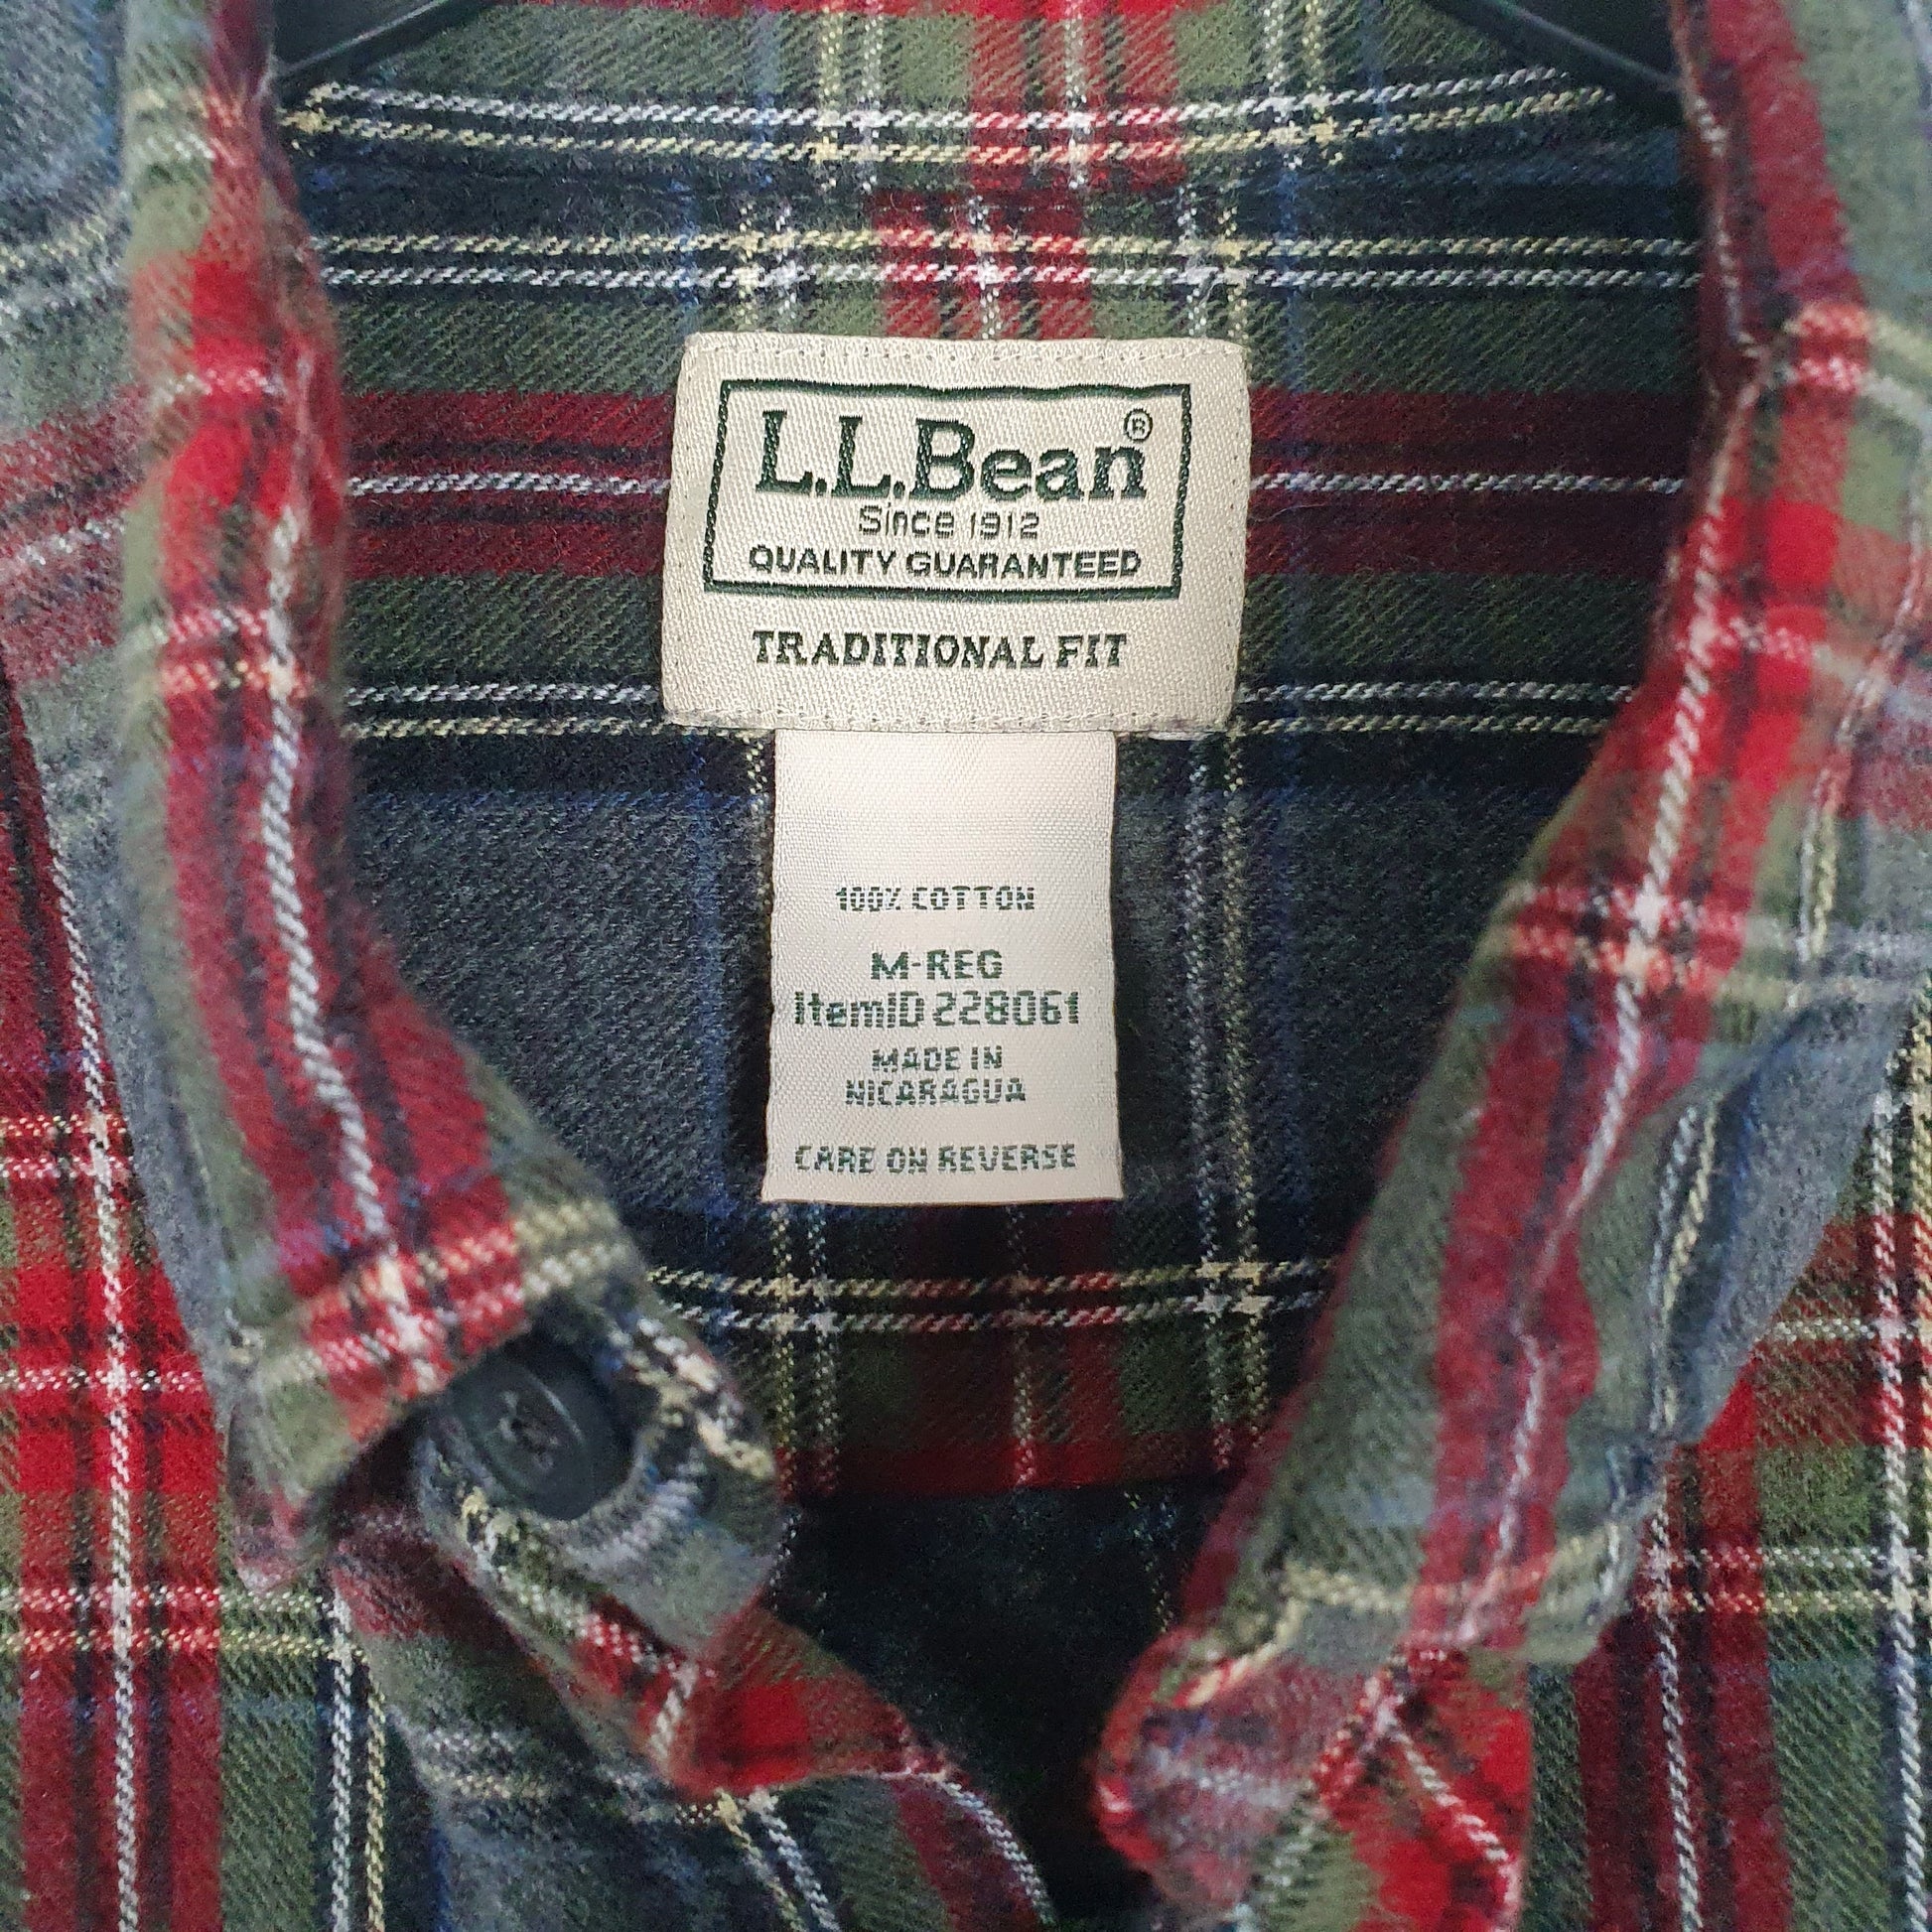 L.L.Bean®
Since 1912
QUALITY GUARANTEED
TRADITIONAL FIT
100% COTTON
M-REG
ItemID 228061
MADE IN
NICARAGUA
CARE ON REVERSE